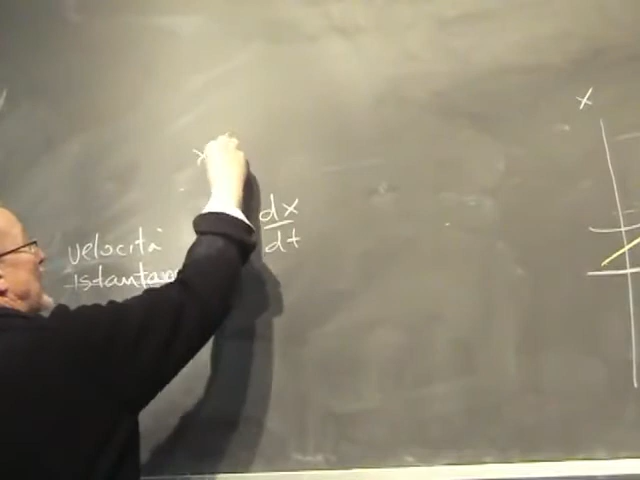 x
x
dx
dt
velocità